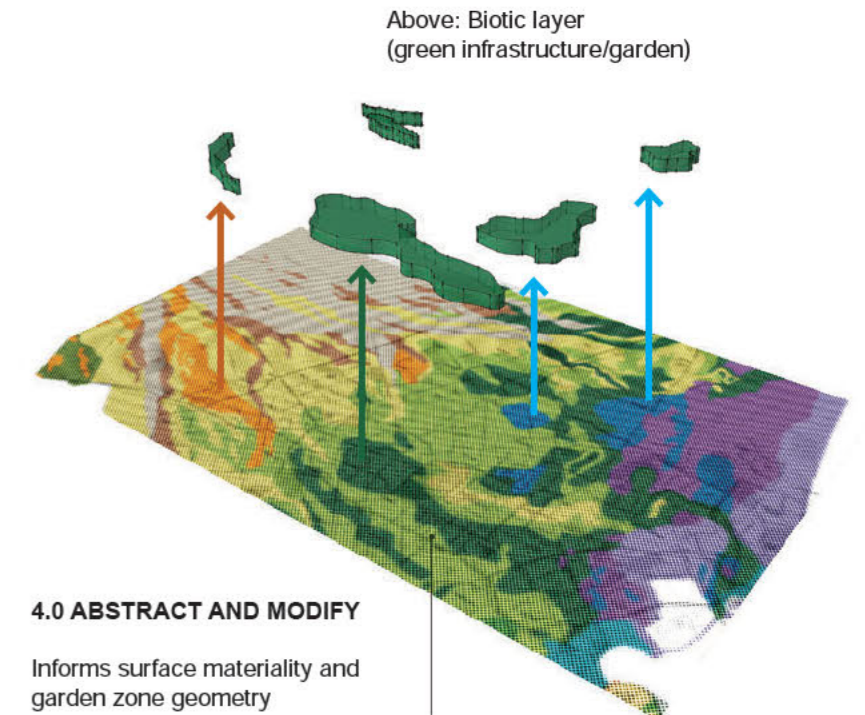 Above: Biotic layer
(green infrastructure/garden)
4.0 ABSTRACT AND MODIFY
Informs surface materiality and
garden zone geometry